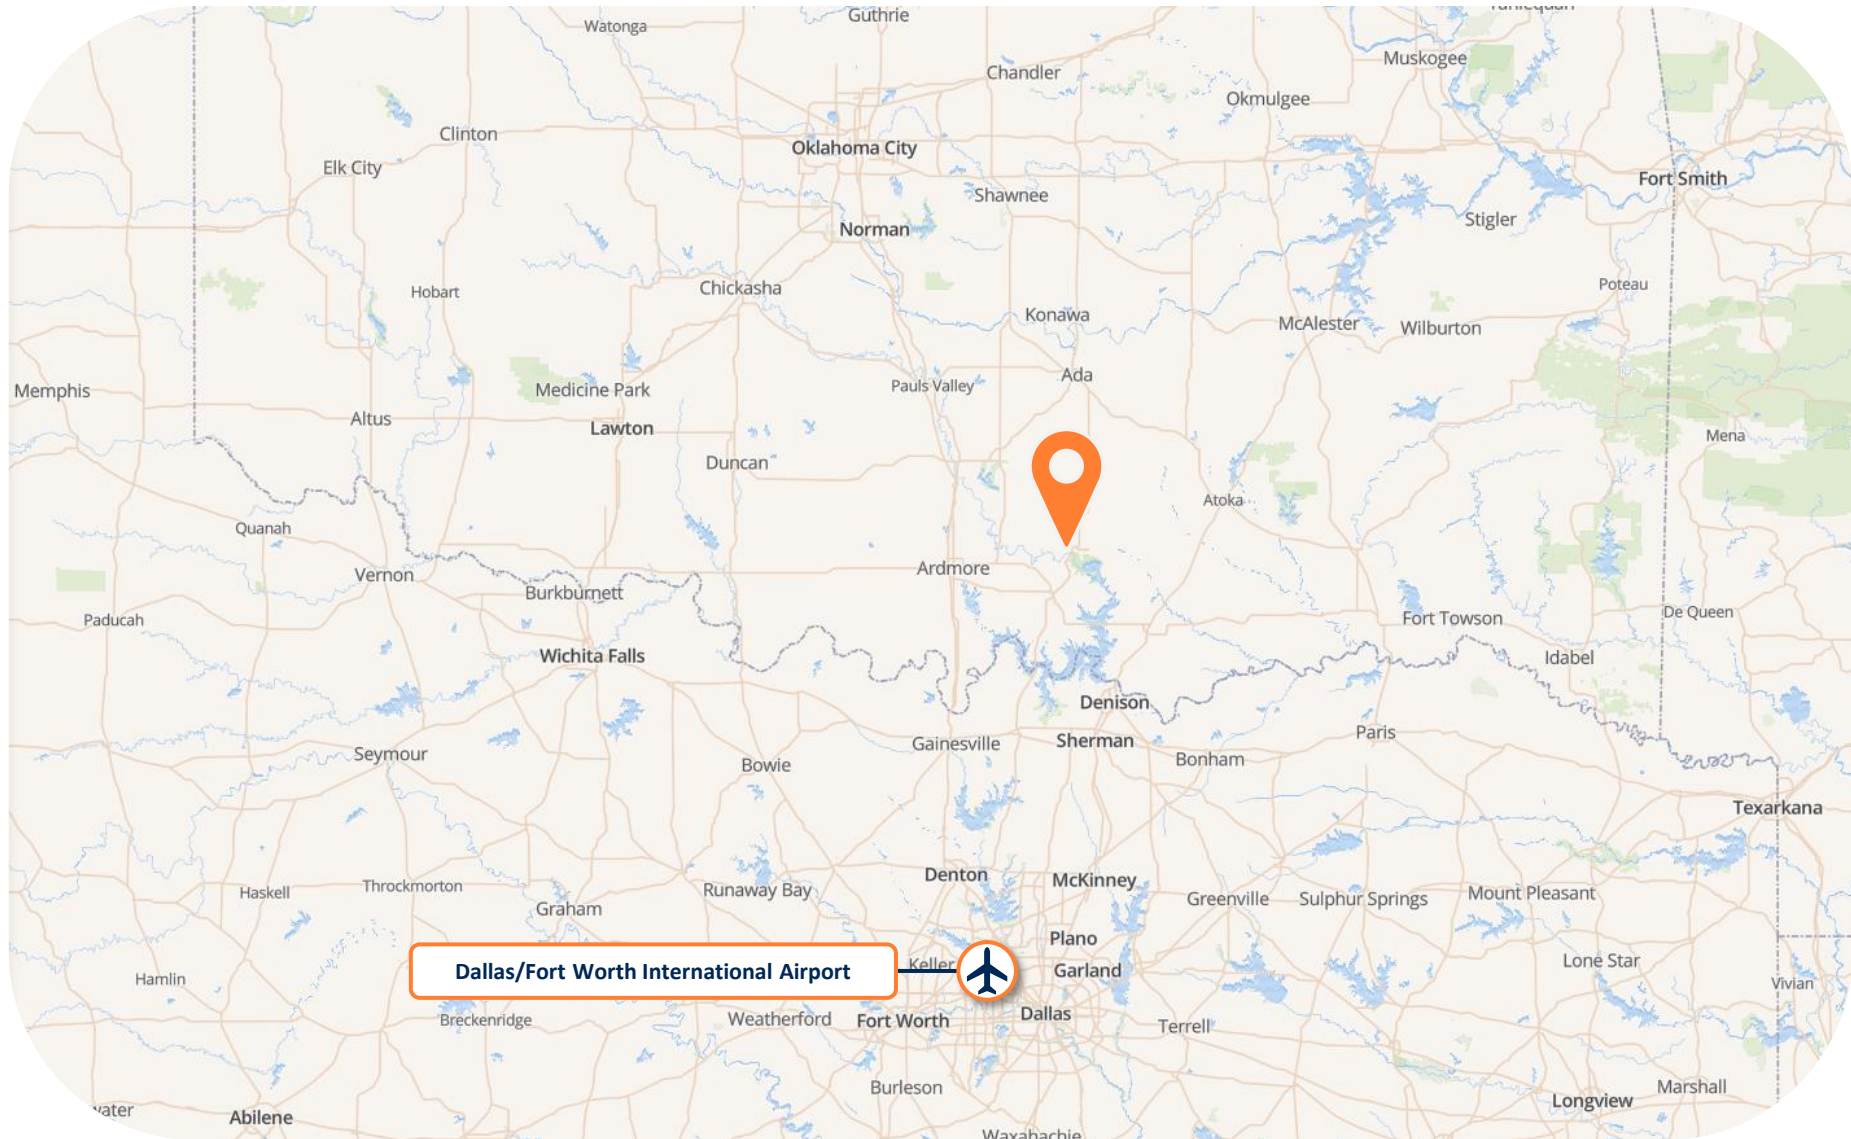 Guthrie
Watonga
Muskogee
Chandler
Okmulgee
Clinton
Oklahoma City
Elk City
Fort Smith
Shawnee
Stigler
Norman
Poteau
Chickasha
Hobart
Konawa
McAlester
Wilburton
Ada
Pauls Valley
Memphis
Medicine Park
Altus
Lawton
Mena
Duncan
Atoka
Quanah
Ardmore
Vernon
Burkburnett
De Queen
Paducah
Fort Towson
Wichita Falls
Idabel
Denison
Paris
Gainesville
Sherman
Seymour
Bonham
Bowie
Texarkana
Denton
McKinney
Throckmorton
Runaway Bay
Haskell
Mount Pleasant
Greenville
Sulphur Springs
Graham
Plano
Lone Star
Keller
Garland
Dallas/Fort Worth International Airport
Hamlin
Vivian
Dallas
Breckenridge
Weatherford
Fort Worth
Terrell
Burleson
Marshall
Longview
Abilene
Waxahachie